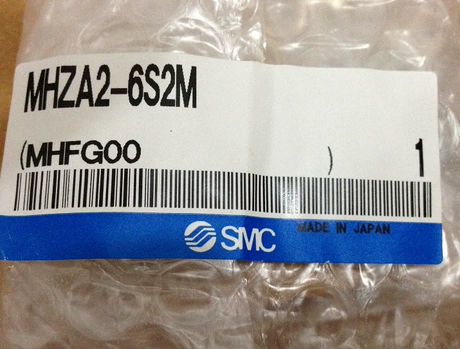 MHZA2-6S2M
(MHFG00 ) 1
SMC
MADE IN JAPAN